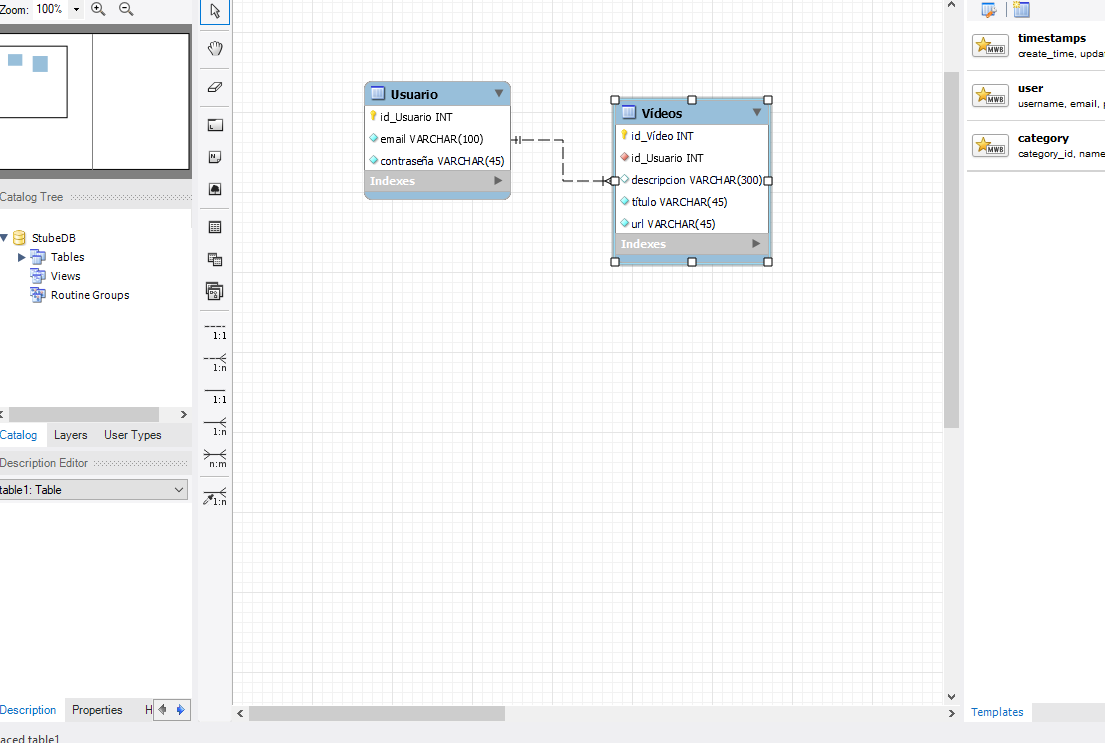 Zoom: 100%
Usuario
id_Usuario INT
email VARCHAR(100)
contraseña VARCHAR(45)
Indexes
Vídeos
id_Vídeo INT
id_Usuario INT
descripcion VARCHAR(300)
título VARCHAR(45)
url VARCHAR(45)
Indexes
timestamps
create_time, upda
user
username, email, p
category
category_id, name
Catalog Tree
StubeDB
Tables
Views
Routine Groups
1:1
1:n
1:1
1:n
n:m
1:n
Catalog Layers User Types
Description Editor
table1: Table
Description Properties H
Templates
aced table1